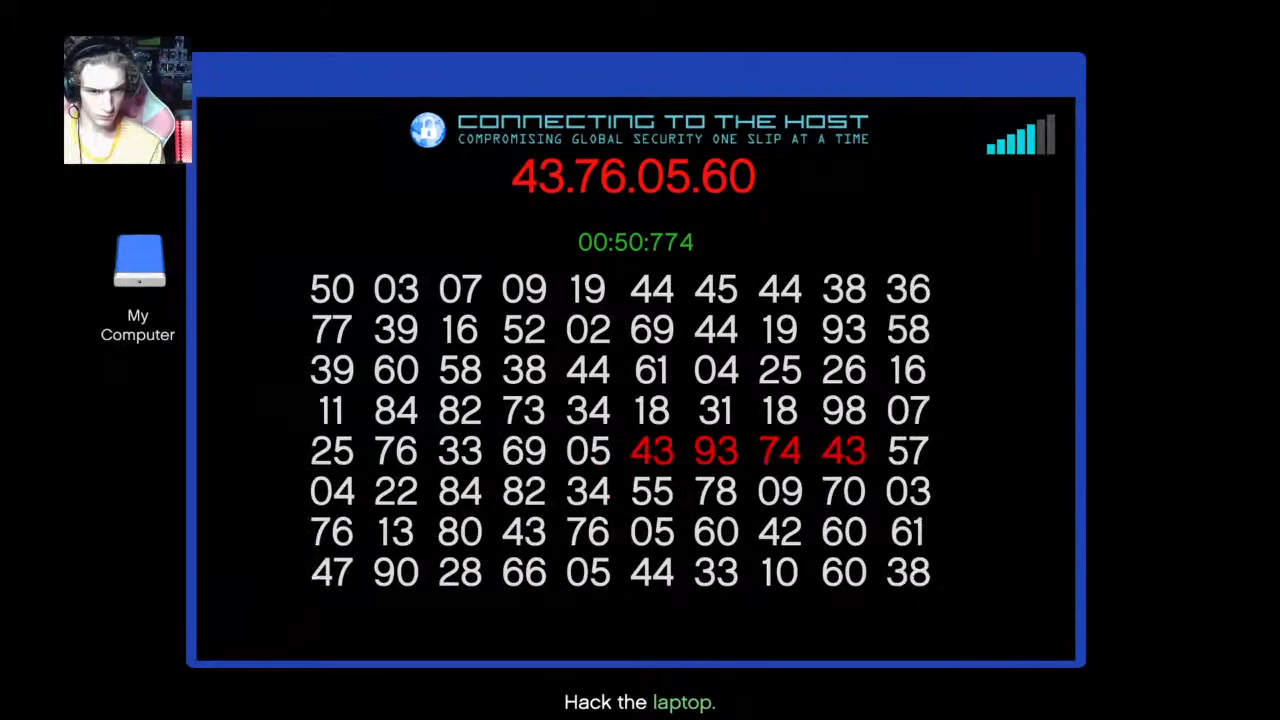 CONNECTING TO THE HOST
COMPROMISING GLOBAL SECURITY ONE SLIP AT A TIME
43.76.05.60
00:50:774
50 03 07 09 19 44 45 44 38 36
77 39 16 52 02 69 44 19 93 58
39 60 58 38 44 61 04 25 26 16
11 84 82 73 34 18 31 18 98 07
25 76 33 69 05 43 93 74 43 57
04 22 84 82 34 55 78 09 70 03
76 13 80 43 76 05 60 42 60 61
47 90 28 66 05 44 33 10 60 38
My
Computer
Hack the laptop.